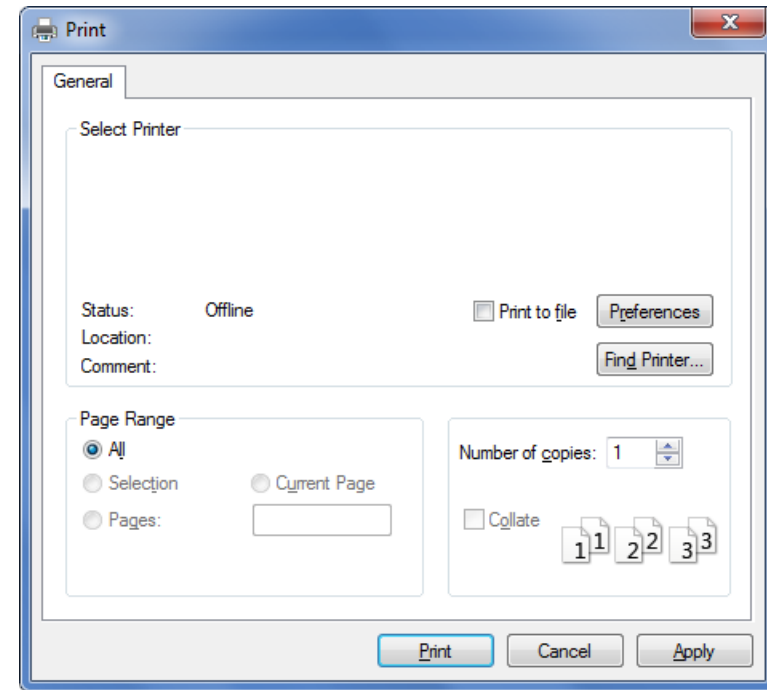 Print
General
Select Printer
Status: Offline
Print to file
Preferences
Location:
Comment:
Find Printer...
Page Range
All
Selection
Current Page
Pages:
Number of copies: 1
Collate
1 1 2 2 3 3
Print
Cancel
Apply